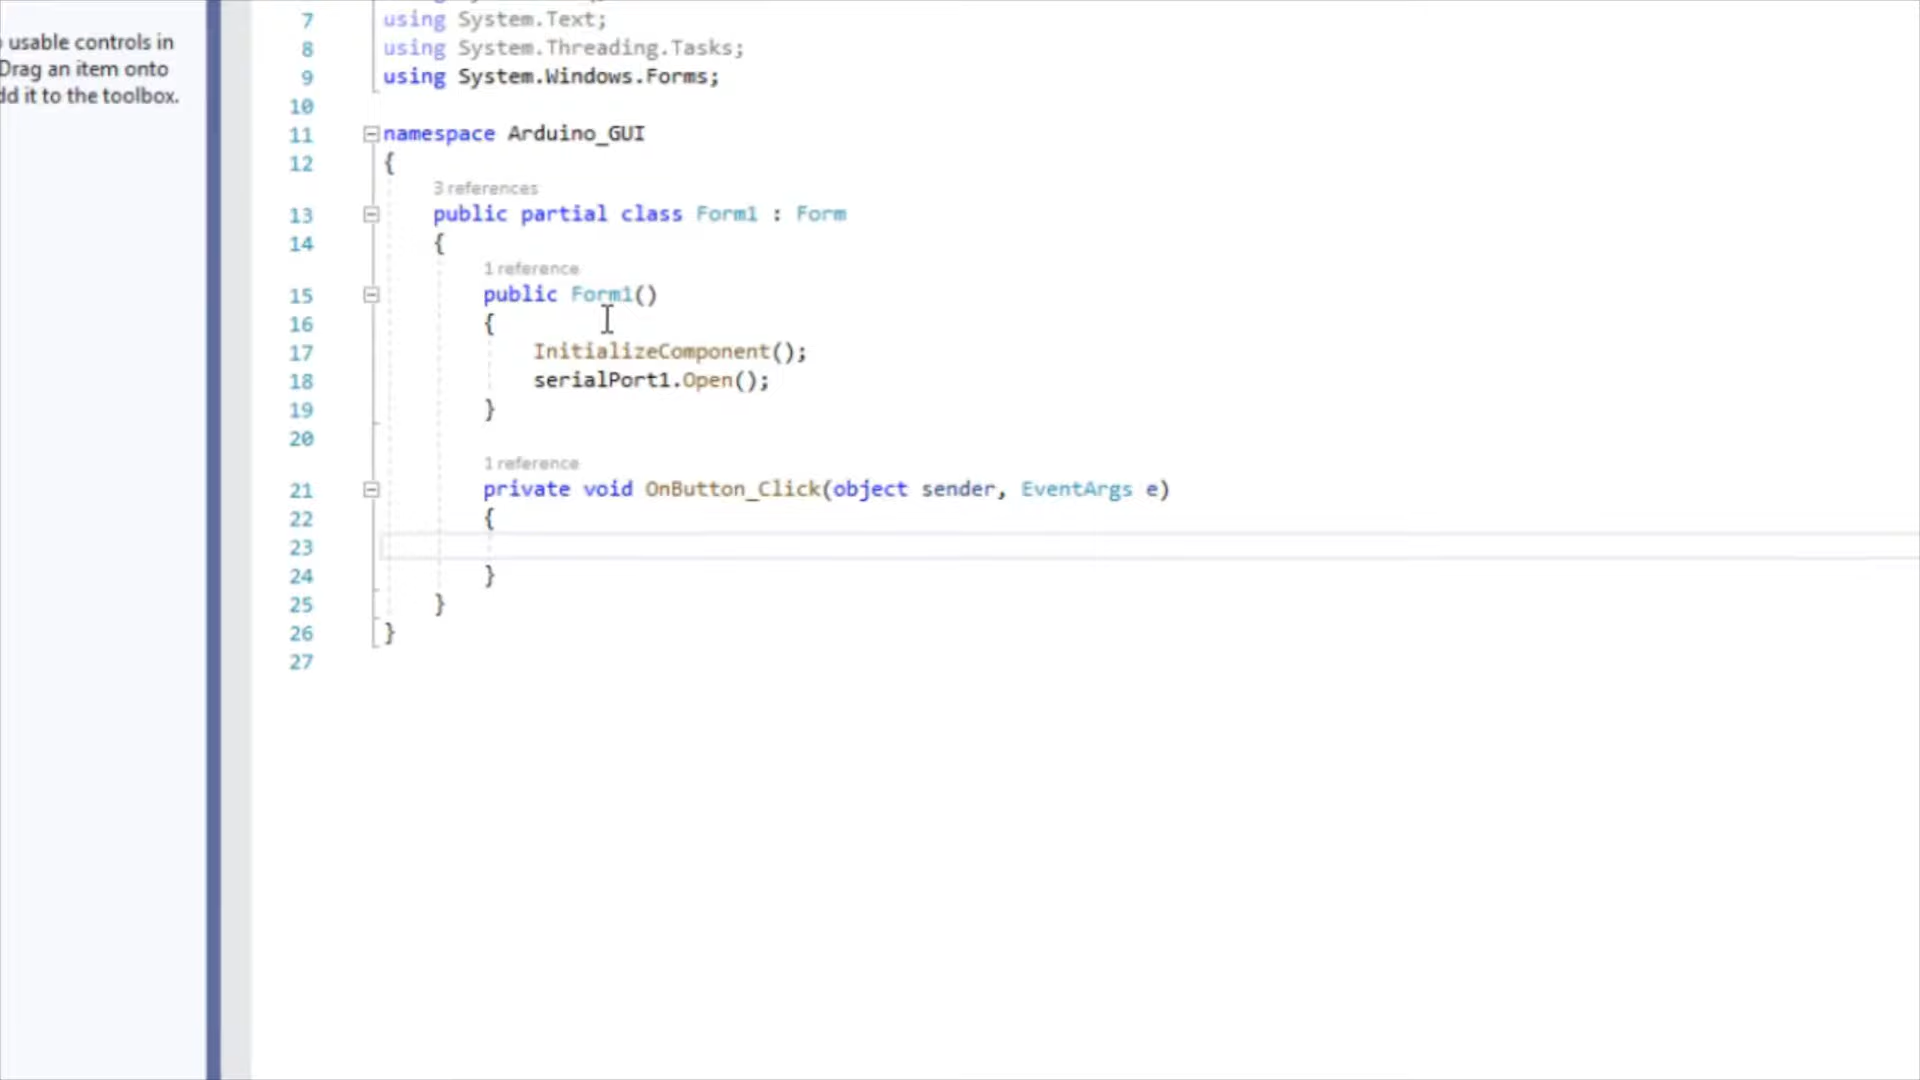 usable controls in
Drag an item onto
dd it to the toolbox.
7 using System.Text;
8 using System.Threading.Tasks;
9 using System.Windows.Forms;
10
11 namespace Arduino_GUI
12 {
3 references
13 public partial class Form1 : Form
14 {
1 reference
15 public Form1()
16 {
17 InitializeComponent();
18 serialPort1.Open();
19 }
20
1 reference
21 private void OnButton_Click(object sender, EventArgs e)
22 {
23
24 }
25 }
26 }
27